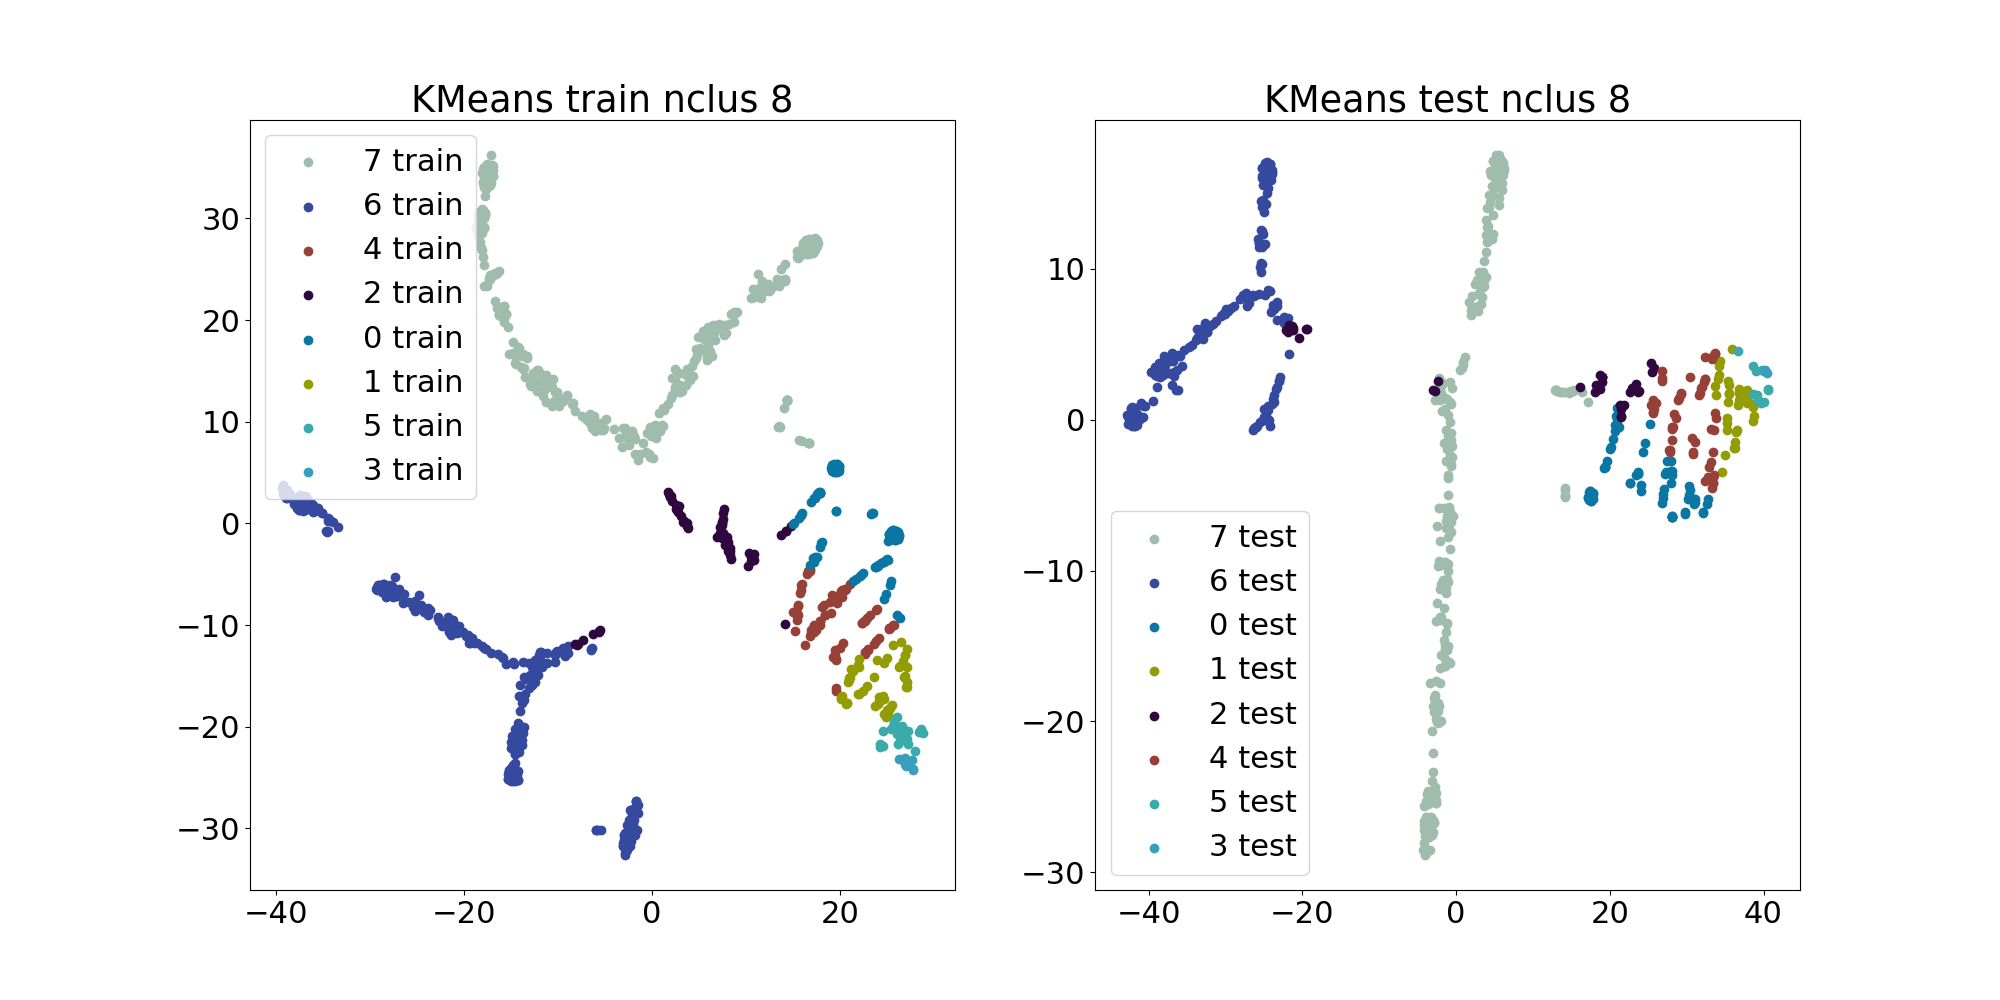 KMeans train nclus 8
7 train
6 train
4 train
2 train
0 train
1 train
5 train
3 train
30
20
10
0
−10
−20
−30
−40
−20
0
20
KMeans test nclus 8
10
0
−10
−20
−30
7 test
6 test
0 test
1 test
2 test
4 test
5 test
3 test
−40
−20
0
20
40